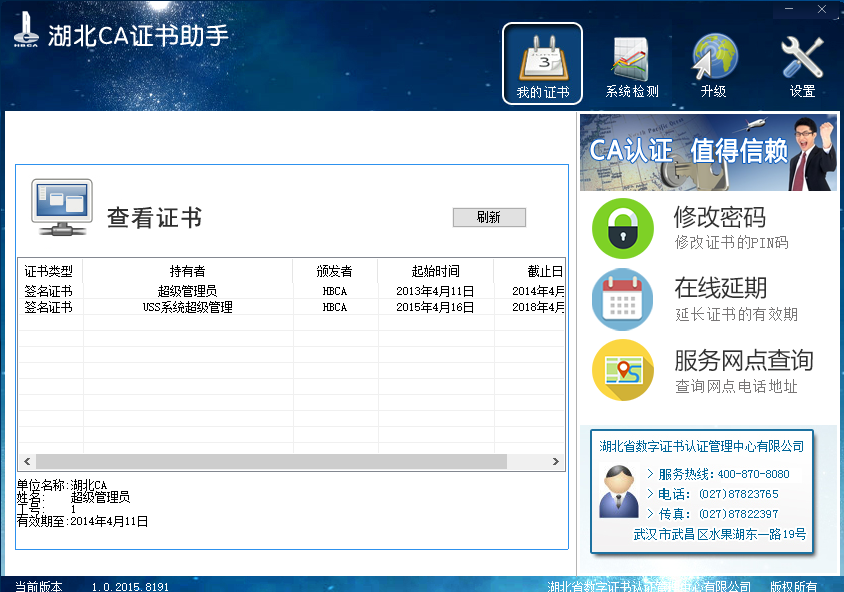 HBCA
湖北CA证书助手
3
我的证书
系统检测
升级
设置
CA认证 值得信赖
查看证书
刷新
证书类型 持有者 颁发者 起始时间 截止日
签名证书 超级管理员 HBCA 2013年4月11日 2014年4月
签名证书 USS系统超级管理 HBCA 2015年4月16日 2018年4月
单位名称:湖北CA
姓名: 超级管理员
工号: 1
有效期至:2014年4月11日
修改密码
修改证书的PIN码
在线延期
延长证书的有效期
服务网点查询
查询网点电话地址
湖北省数字证书认证管理中心有限公司
服务热线: 400-870-8080
电话: (027)87823765
传真: (027)87822397
武汉市武昌区水果湖东一路19号
当前版本 1.0.2015.8191
湖北省数字证书认证管理中心有限公司 版权所有